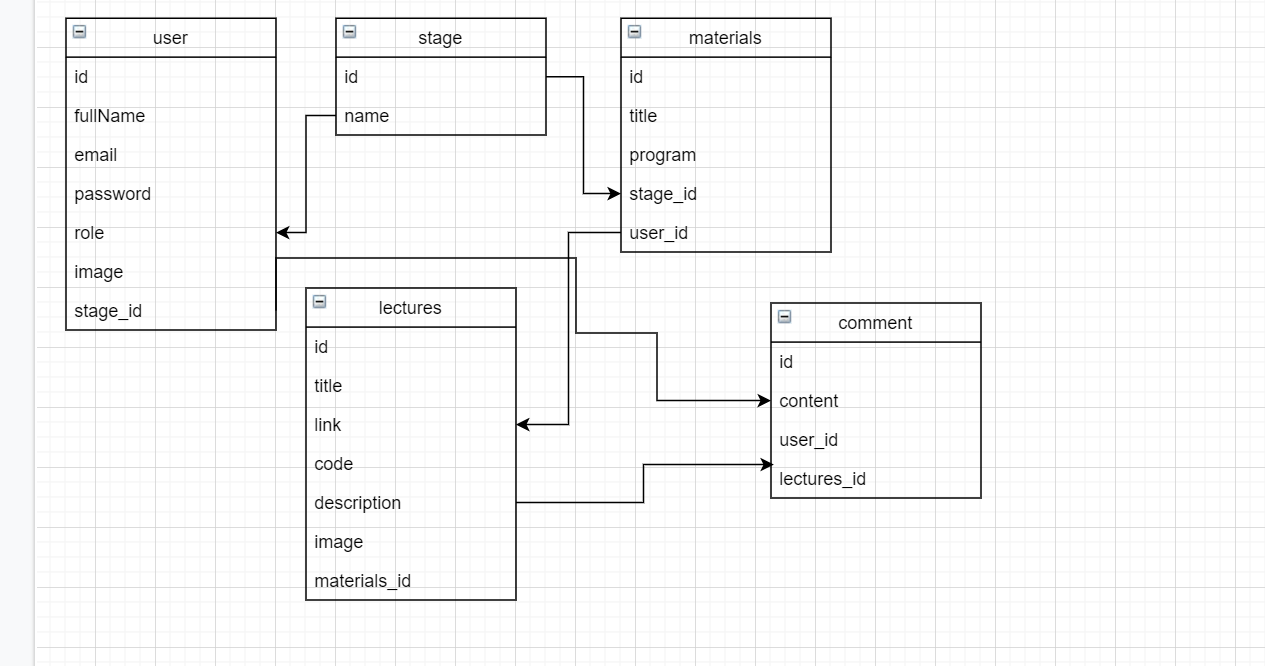 user
id
fullName
email
password
role
image
stage_id
stage
id
name
materials
id
title
program
stage_id
user_id
lectures
id
title
link
code
description
image
materials_id
comment
id
content
user_id
lectures_id